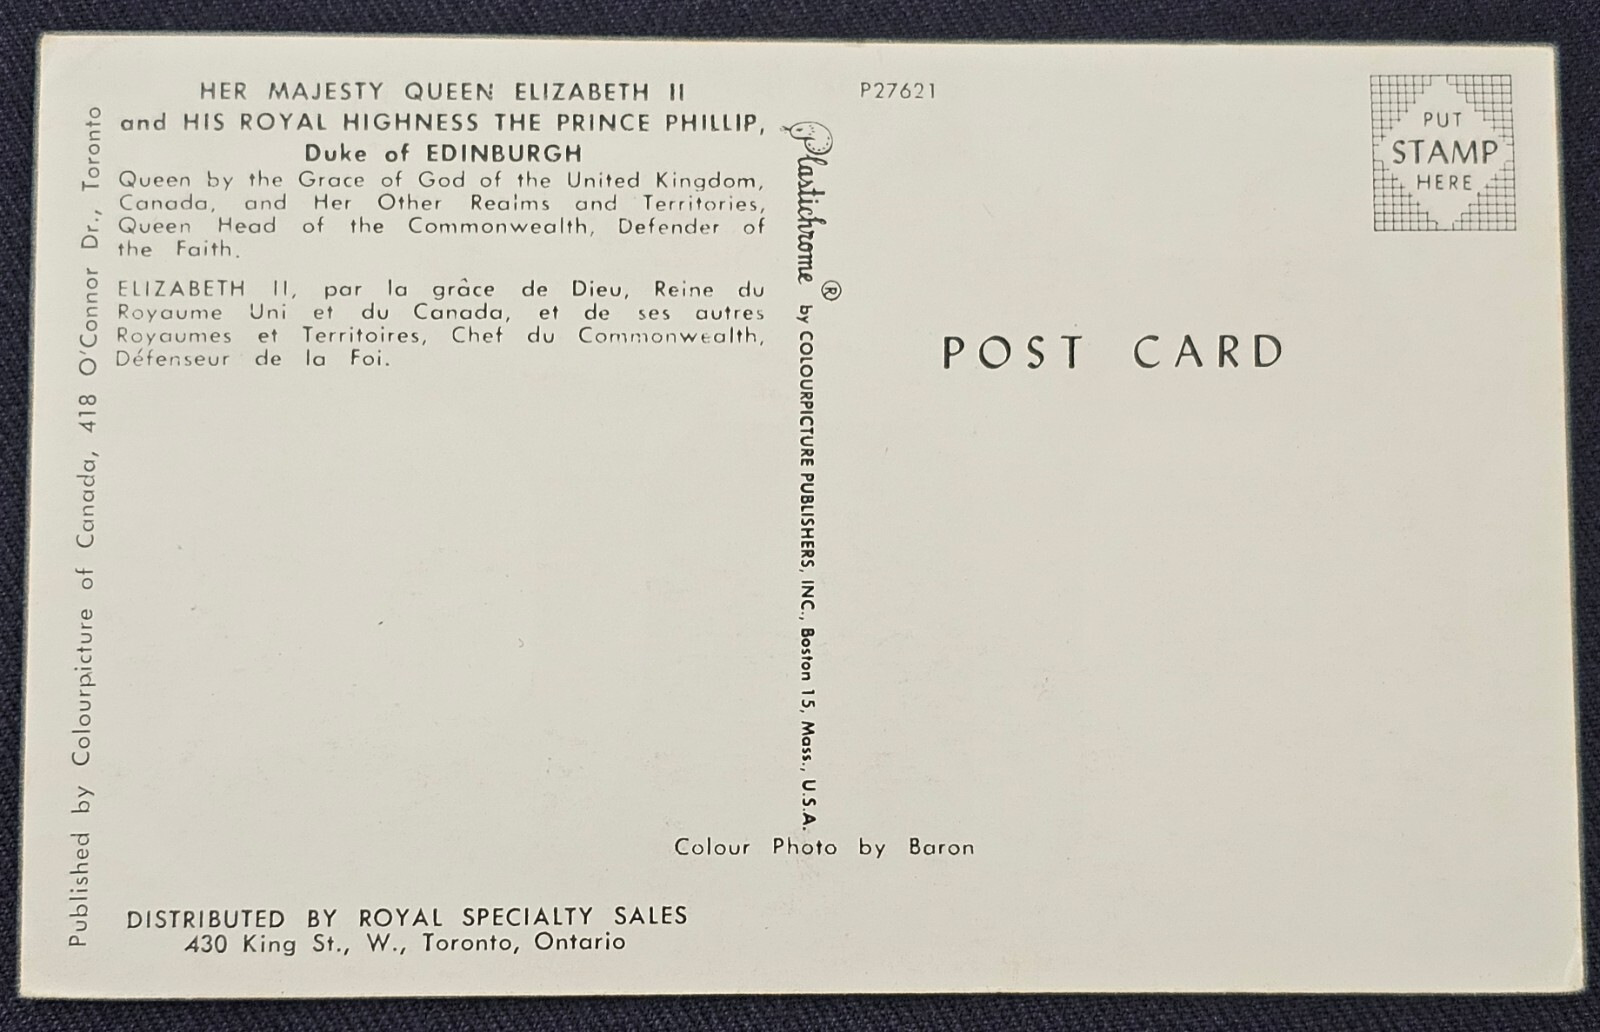 HER MAJESTY QUEEN ELIZABETH II
and HIS ROYAL HIGHNESS THE PRINCE PHILLIP,
Duke of EDINBURGH
Queen by the Grace of God of the United Kingdom,
Canada, and Her Other Realms and Territories,
Queen Head of the Commonwealth, Defender of
the Faith.
ELIZABETH II, par la grâce de Dieu, Reine du
Royaume Uni et du Canada, et de ses autres
Royaumes et Territoires, Chef du Commonwealth,
Défenseur de la Foi.
Published by Colourpicture of Canada, 418 O'Connor Dr., Toronto
Plastichrome ® by COLOURPICTURE PUBLISHERS, INC., Boston 15, Mass., U.S.A.
P27621
PUT
STAMP
HERE
POST CARD
Colour Photo by Baron
DISTRIBUTED BY ROYAL SPECIALTY SALES
430 King St., W., Toronto, Ontario